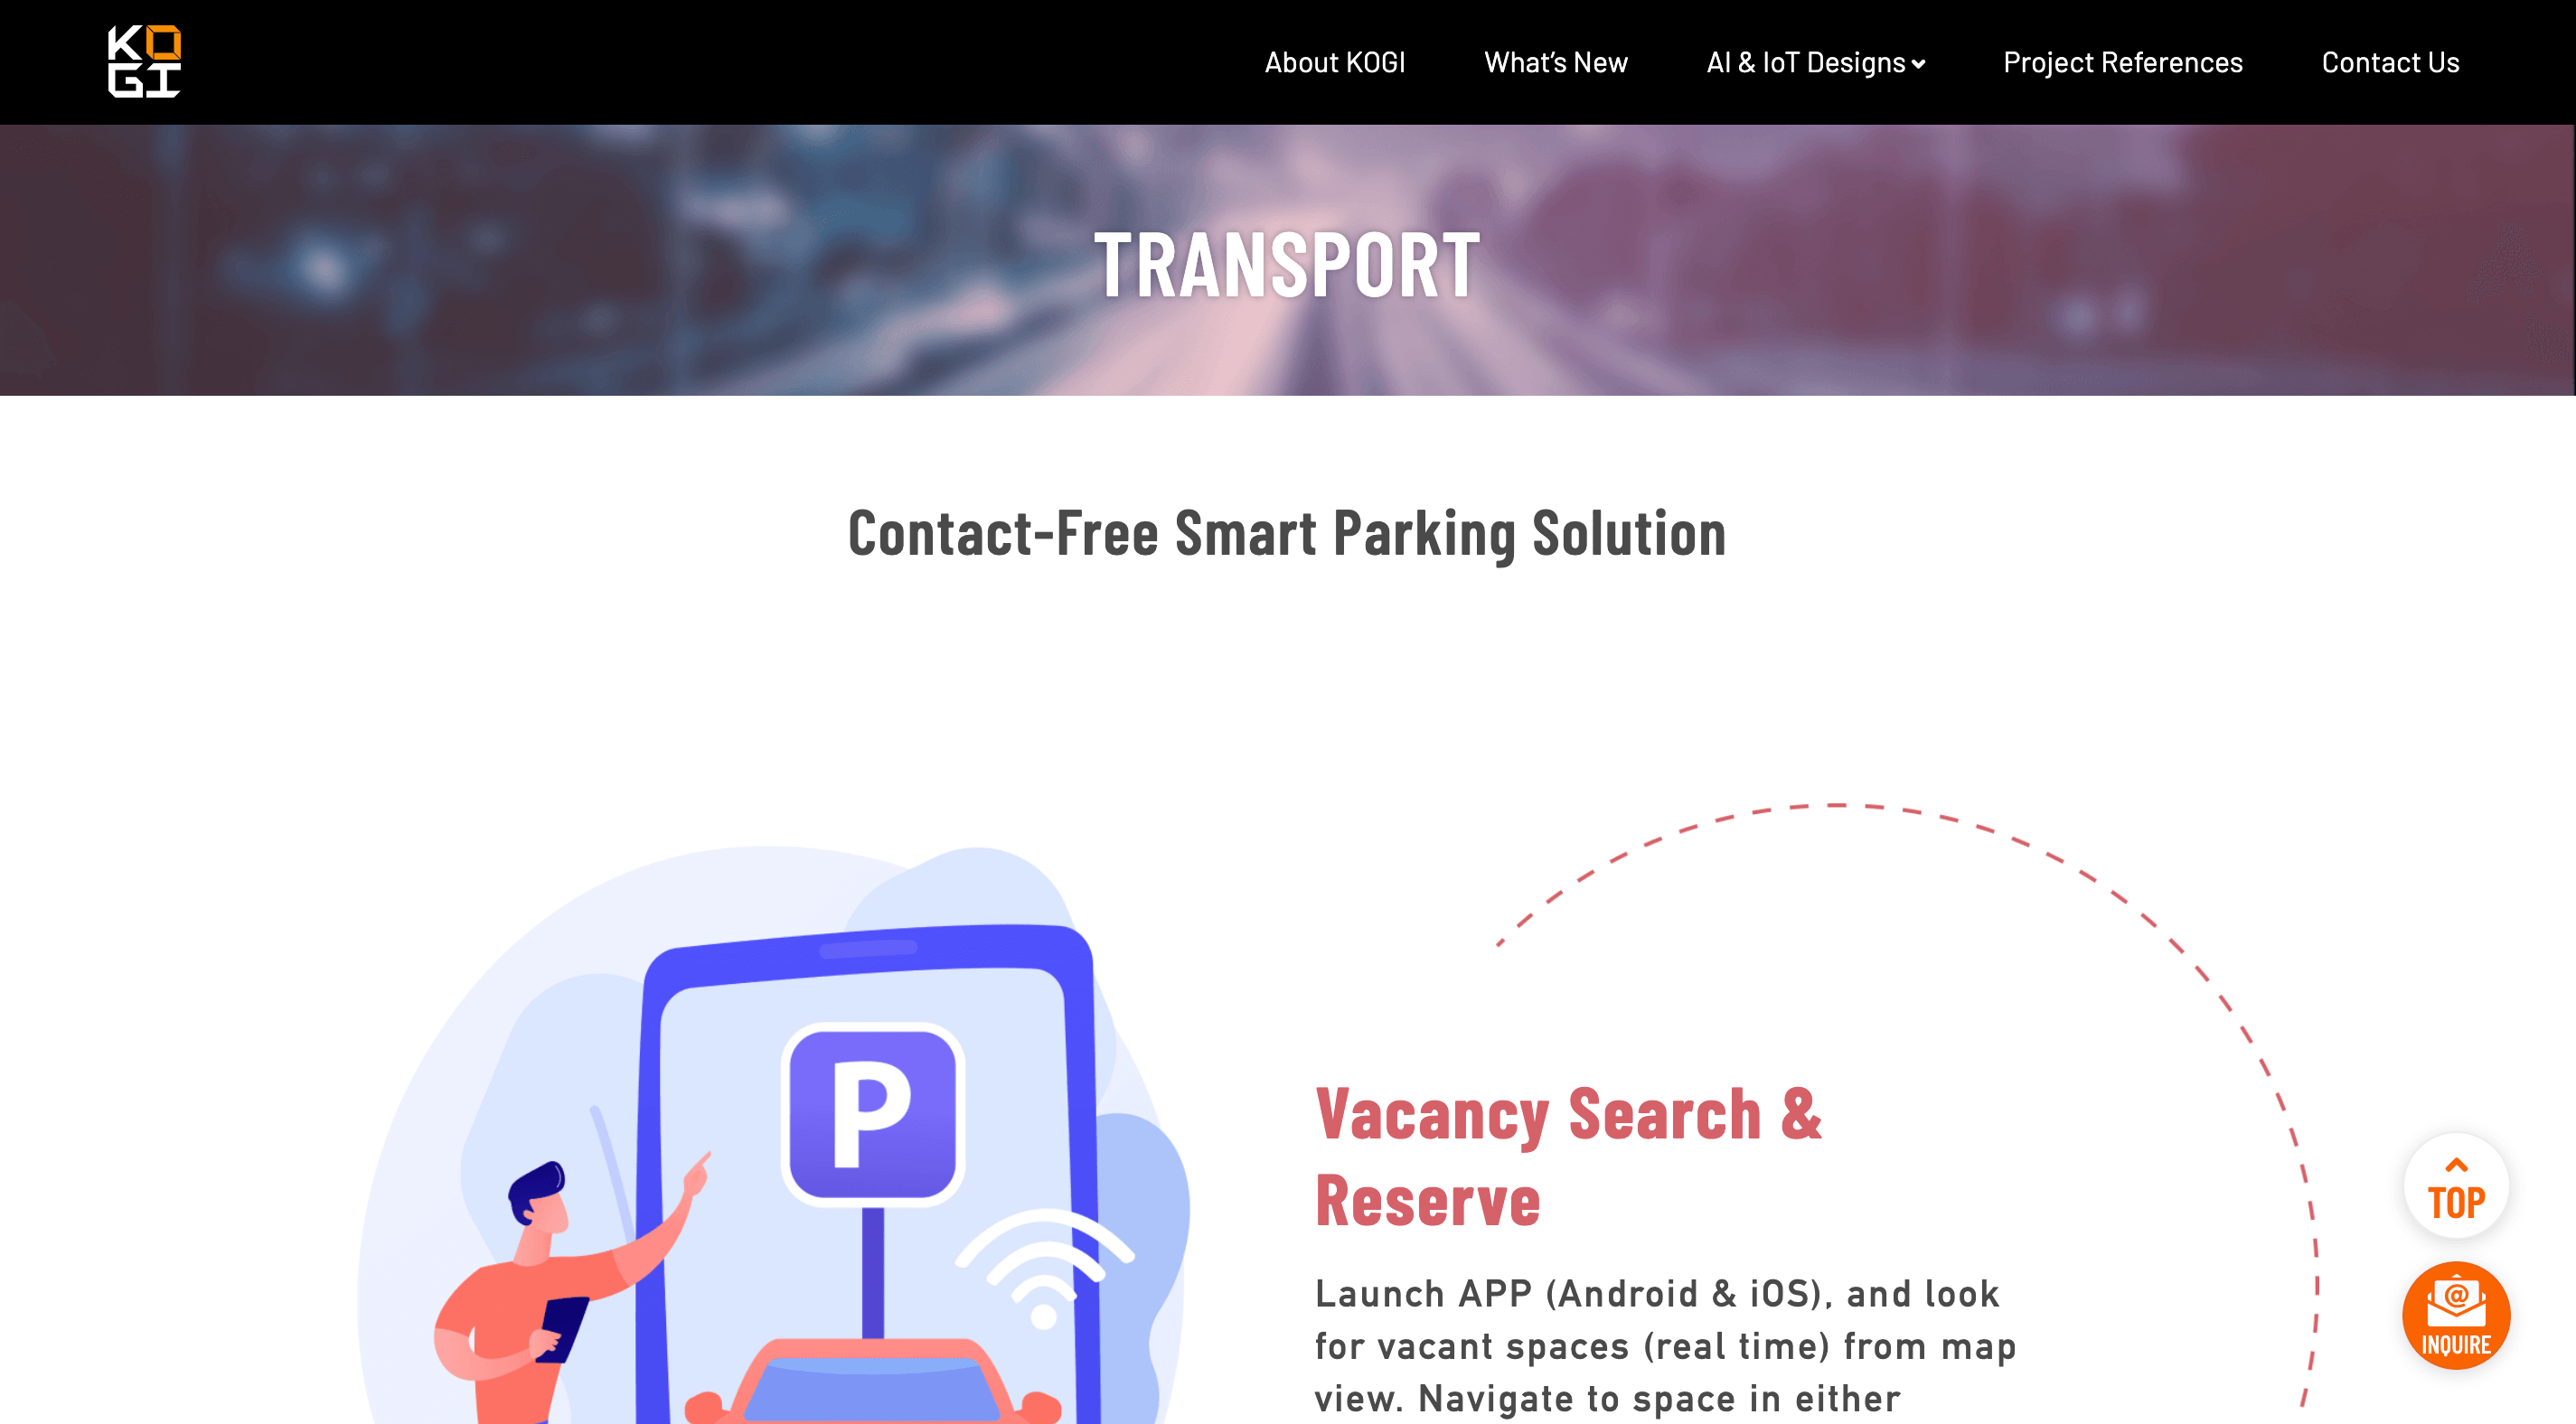 KO
GI
About KOGI
What’s New
AI & IoT Designs
Project References
Contact Us
TRANSPORT
Contact-Free Smart Parking Solution
P
Vacancy Search &
Reserve
Launch APP (Android & iOS), and look
for vacant spaces (real time) from map
view. Navigate to space in either
TOP
@
INQUIRE